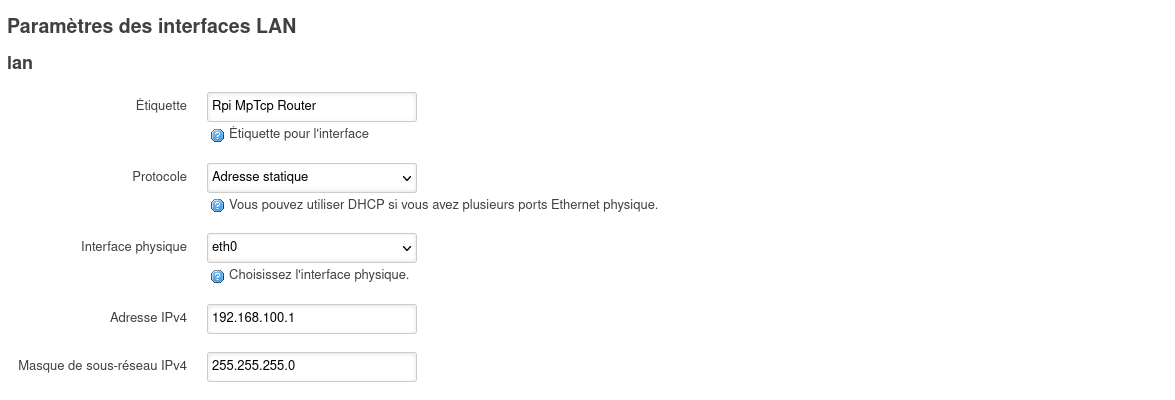 Paramètres des interfaces LAN
lan
Étiquette Rpi MpTcp Router
Étiquette pour l'interface
Protocole Adresse statique
Vous pouvez utiliser DHCP si vous avez plusieurs ports Ethernet physique.
Interface physique eth0
Choisissez l'interface physique.
Adresse IPv4 192.168.100.1
Masque de sous-réseau IPv4 255.255.255.0